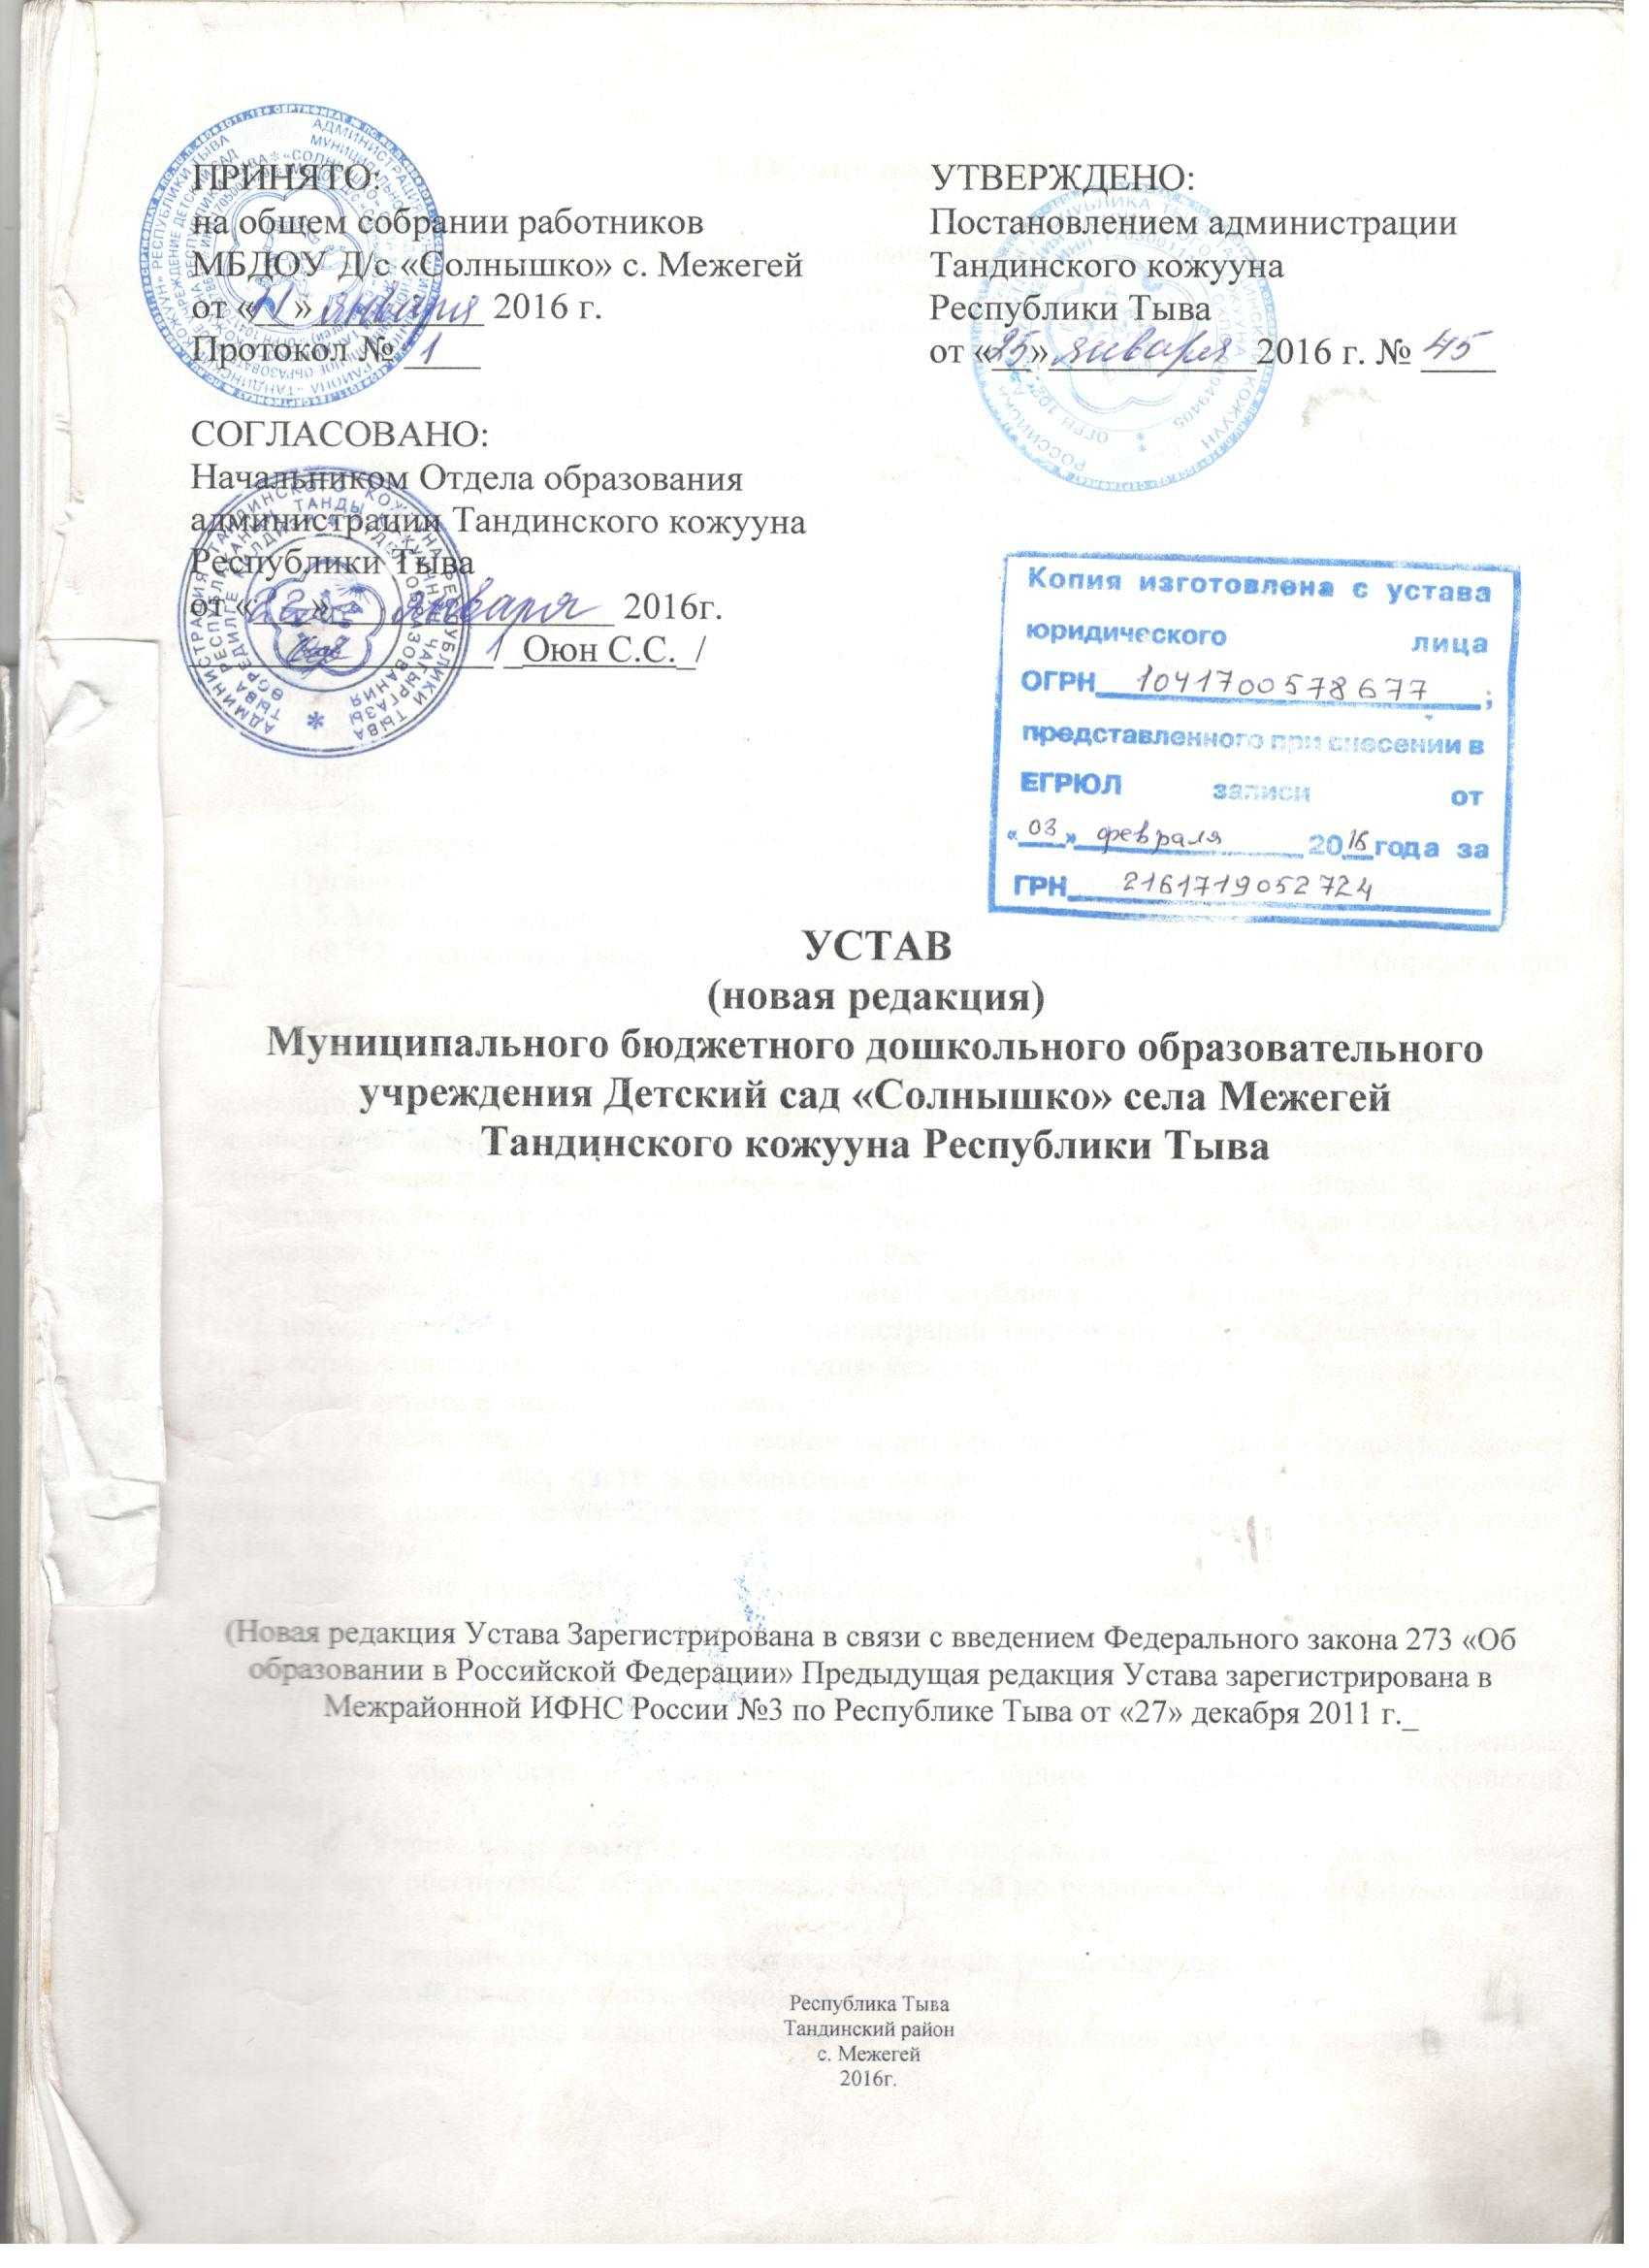 ПРИНЯТО:
на общем собрании работников
МБДОУ Д/с «Солнышко» с. Межегей
от «21» января 2016 г.
Протокол № 1
УТВЕРЖДЕНО:
Постановлением администрации
Тандинского кожууна
Республики Тыва
от «25» января 2016 г. № 45
СОГЛАСОВАНО:
Начальником Отдела образования
администрации Тандинского кожууна
Республики Тыва
от «22» января 2016г.
/_Оюн С.С._/
Копия изготовлена с устава
юридического лица
ОГРН 1041700578677;
представленного при внесении в
ЕГРЮЛ записи от
«03» февраля 2016 года за
ГРН 2161719052724
УСТАВ
(новая редакция)
Муниципального бюджетного дошкольного образовательного
учреждения Детский сад «Солнышко» села Межегей
Тандинского кожууна Республики Тыва
(Новая редакция Устава Зарегистрирована в связи с введением Федерального закона 273 «Об
образовании в Российской Федерации» Предыдущая редакция Устава зарегистрирована в
Межрайонной ИФНС России №3 по Республике Тыва от «27» декабря 2011 г._
Республика Тыва
Тандинский район
с. Межегей
2016г.